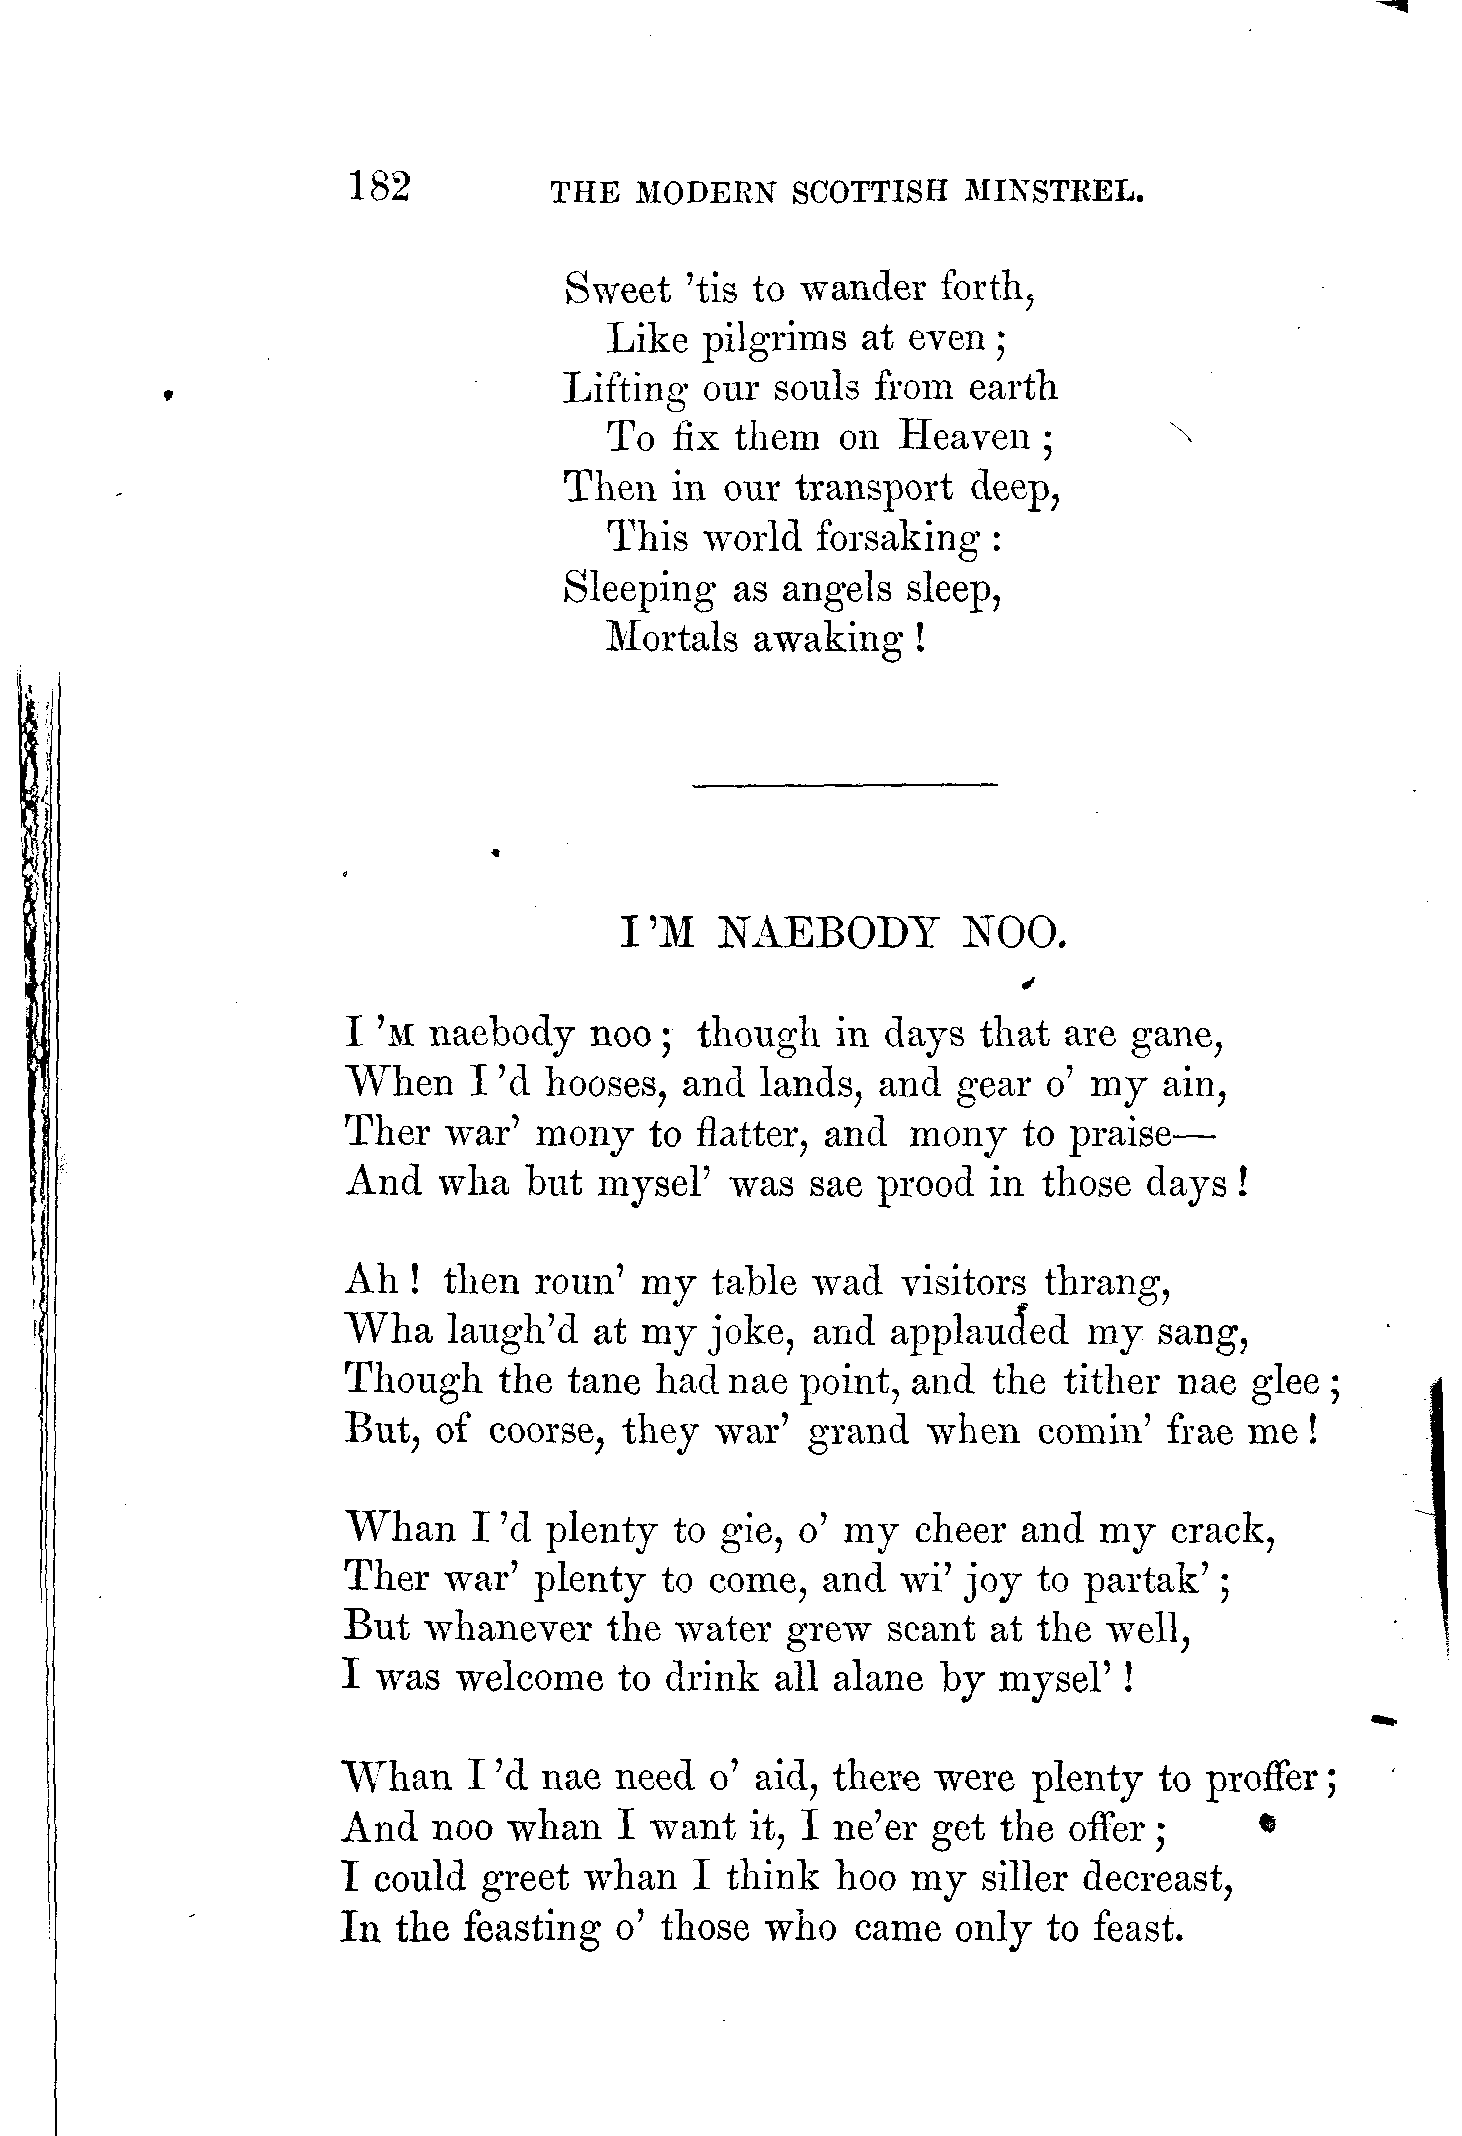 182 THE MODERN SCOTTISH MINSTREL.
Sweet 'tis to wander forth,
Like pilgrims at even ;
Lifting our souls from earth
To fix them on Heaven ;
Then in our transport deep,
This world forsaking :
Sleeping as angels sleep,
Mortals awaking !
I'M NAEBODY NOO.
I 'M naebody noo ; though in days that are gane,
When I 'd hooses, and lands, and gear o' my ain,
Ther war' mony to flatter, and mony to praise—
And wha but mysel' was sae prood in those days !
Ah ! then roun' my table wad visitors thrang,
Wha laugh'd at my joke, and applauded my sang,
Though the tane had nae point, and the tither nae glee ;
But, of coorse, they war' grand when comin' frae me !
Whan I 'd plenty to gie, o' my cheer and my crack,
Ther war' plenty to come, and wi' joy to partak' ;
But whanever the water grew scant at the well,
I was welcome to drink all alane by mysel' !
Whan I 'd nae need o' aid, there were plenty to proffer ;
And noo whan I want it, I ne'er get the offer ;
I could greet whan I think hoo my siller decreast,
In the feasting o' those who came only to feast.